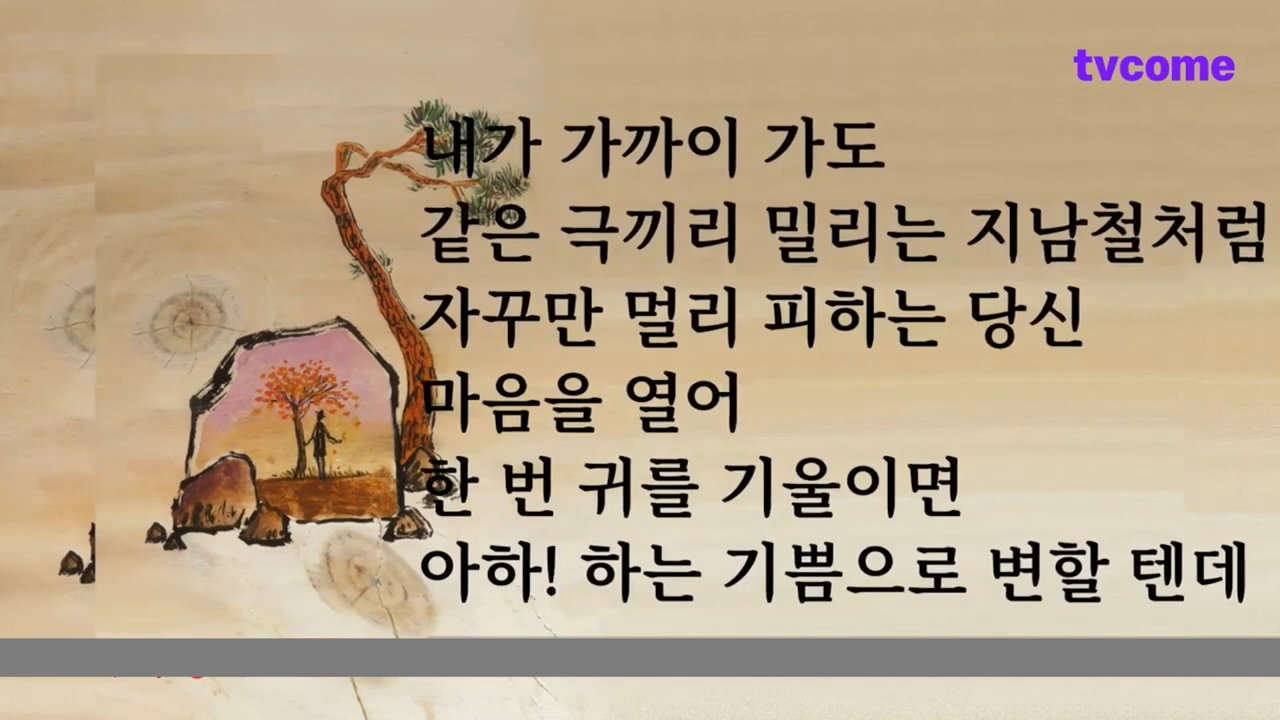 tvcome
내가 가까이 가도
같은 극끼리 밀리는 지남철처럼
자꾸만 멀리 피하는 당신
마음을 열어
한 번 귀를 기울이면
아하! 하는 기쁨으로 변할 텐데